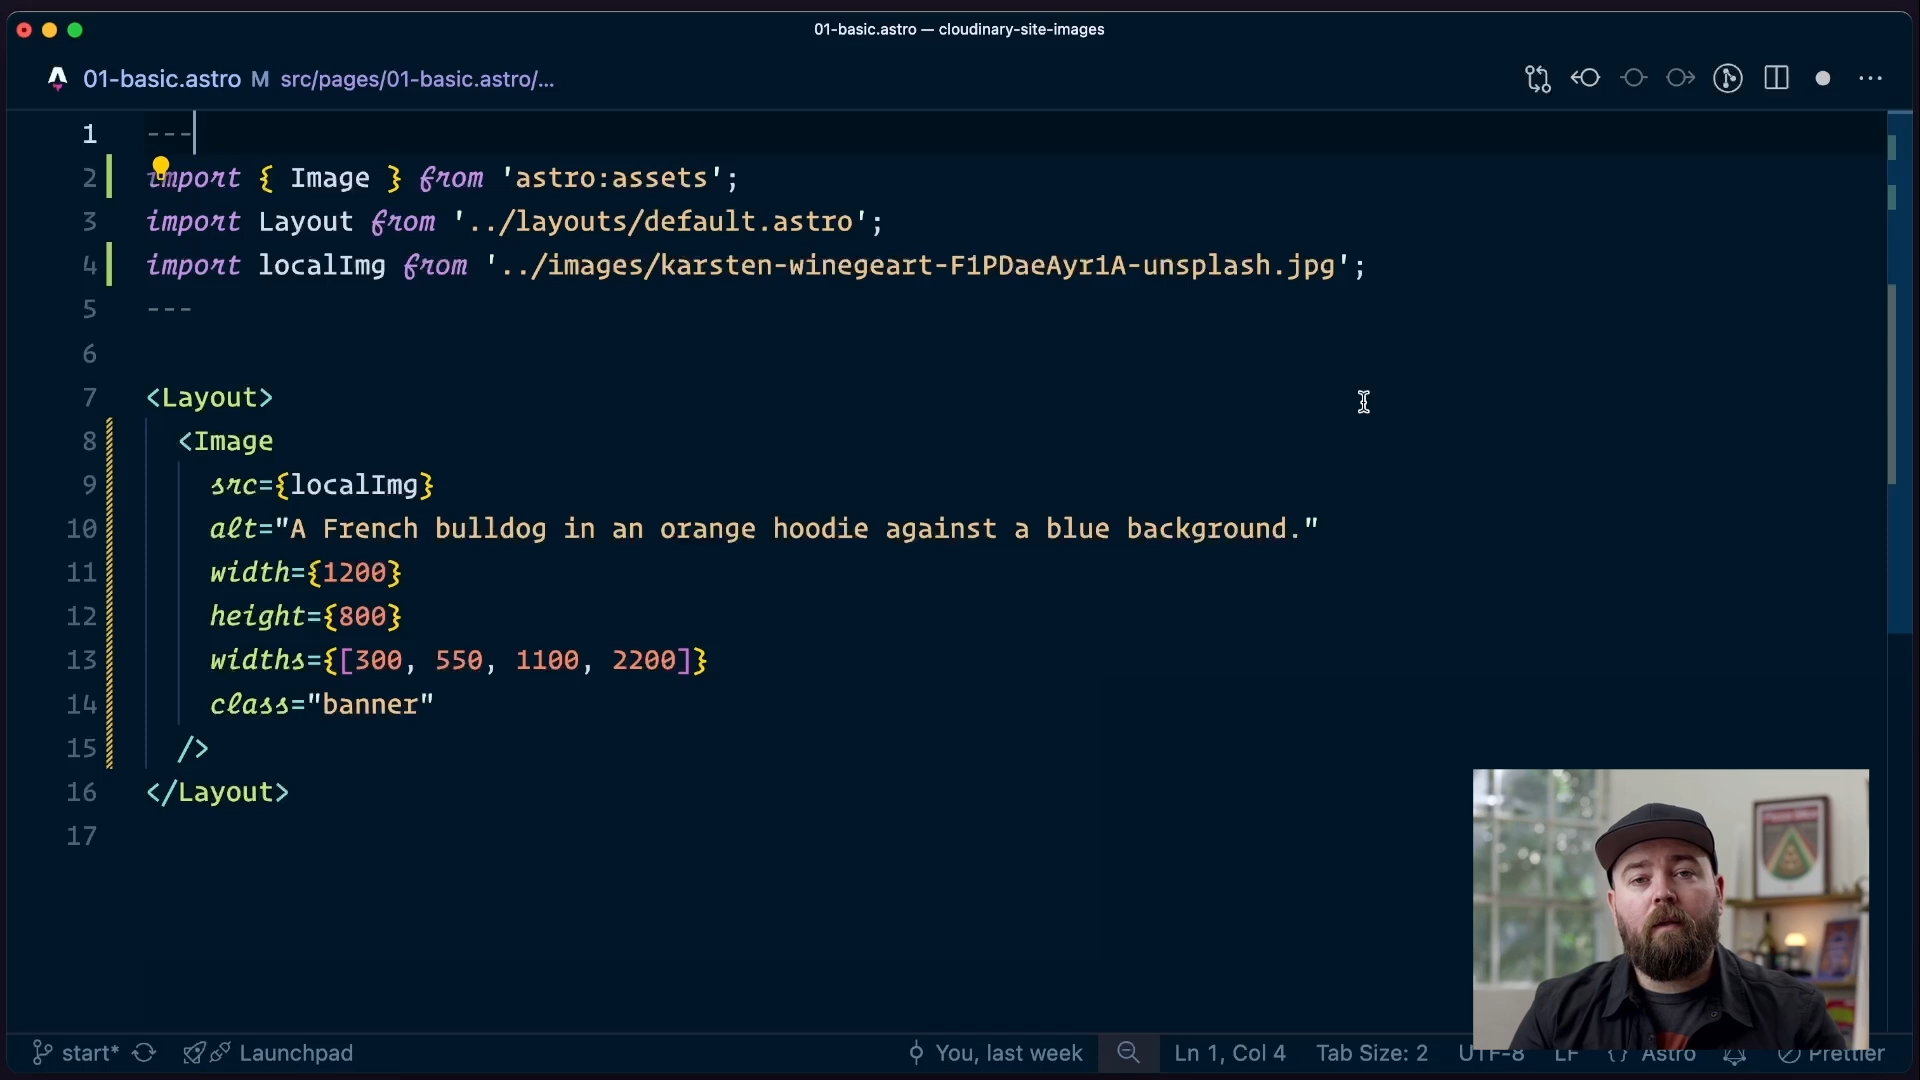 01-basic.astro — cloudinary-site-images
01-basic.astro M src/pages/01-basic.astro/...
1 ---
2 import { Image } from 'astro:assets';
3 import Layout from '../layouts/default.astro';
4 import localImg from '../images/karsten-winegeart-F1PDaeAyr1A-unsplash.jpg';
5 ---
6
7 <Layout>
8 <Image
9 src={localImg}
10 alt="A French bulldog in an orange hoodie against a blue background."
11 width={1200}
12 height={800}
13 widths={[300, 550, 1100, 2200]}
14 class="banner"
15 />
16 </Layout>
17
start* Launchpad You, last week Ln 1, Col 4 Tab Size: 2 UTF-8 LF {} Astro Prettier